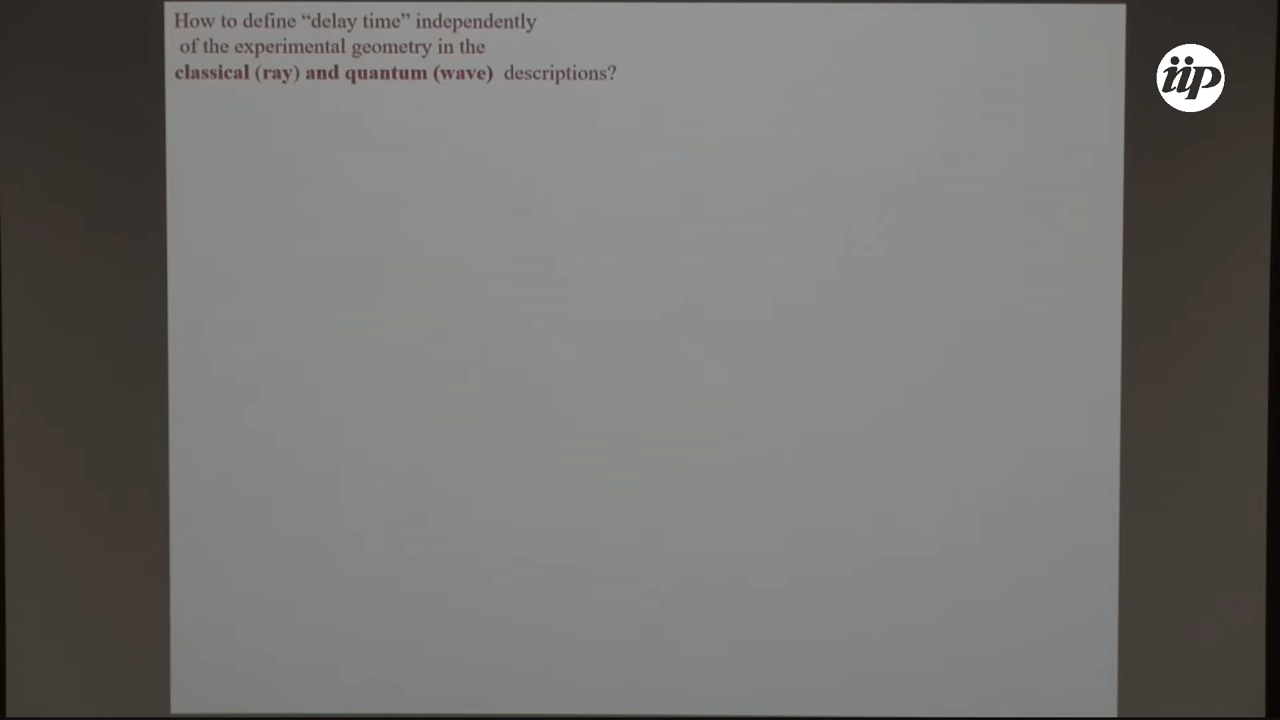 How to define “delay time” independently
of the experimental geometry in the
classical (ray) and quantum (wave) descriptions?
iip